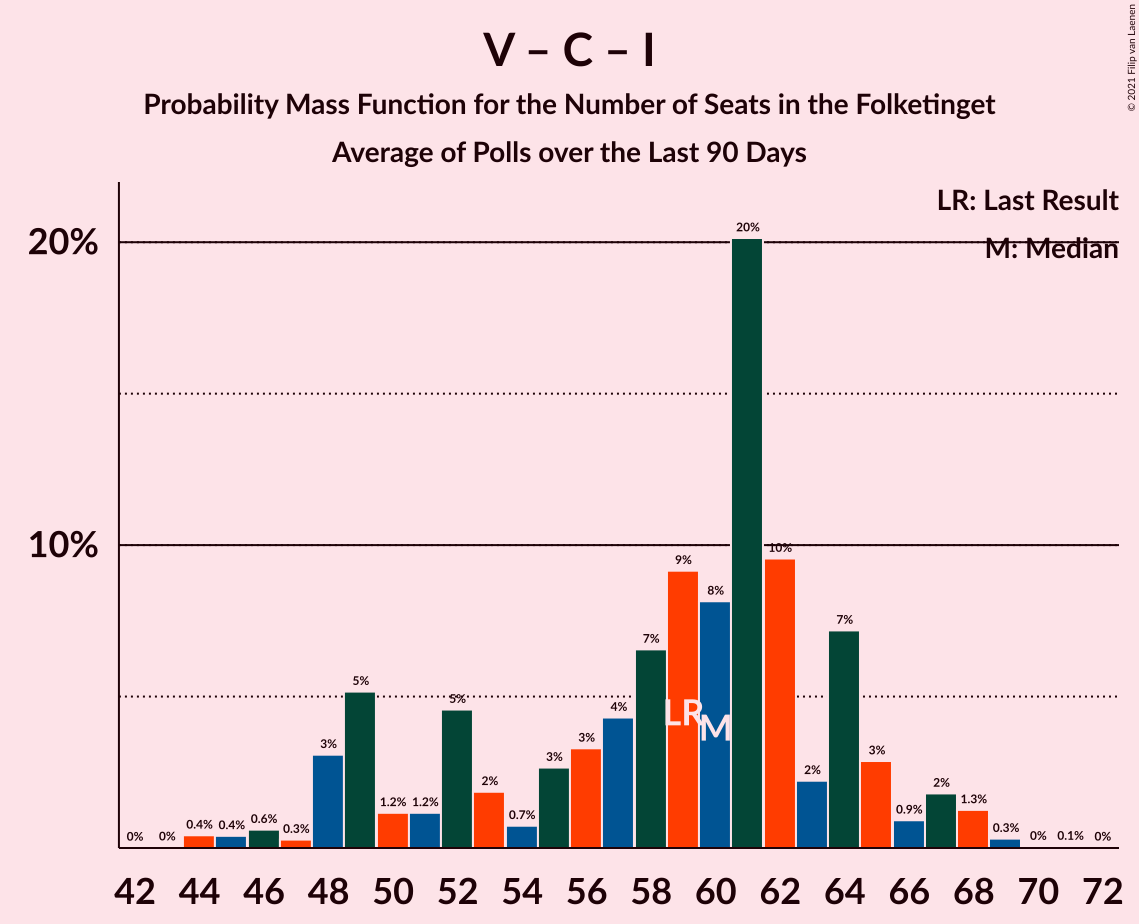 V – C – I
Probability Mass Function for the Number of Seats in the Folketinget
Average of Polls over the Last 90 Days
© 2021 Filip van Laenen
LR: Last Result
M: Median
20%
10%
0% 0% 0.4% 0.4% 0.6% 0.3% 3% 5% 1.2% 1.2% 5% 2% 0.7% 3% 3% 4% 7% 9% 8% 20% 10% 2% 7% 3% 0.9% 2% 1.3% 0.3% 0% 0.1% 0%
LR
M
42 44 46 48 50 52 54 56 58 60 62 64 66 68 70 72